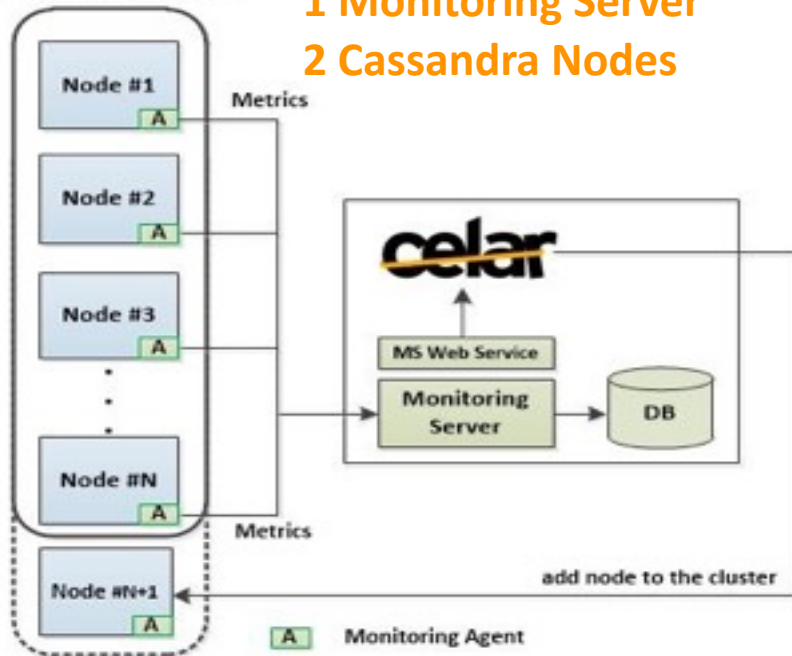 1 Monitoring Server
2 Cassandra Nodes
Node #1
A
Metrics
Node #2
A
Node #3
A
celar
MS Web Service
Monitoring
Server
DB
Node #N
A
Metrics
Node #N+1
A
add node to the cluster
A Monitoring Agent